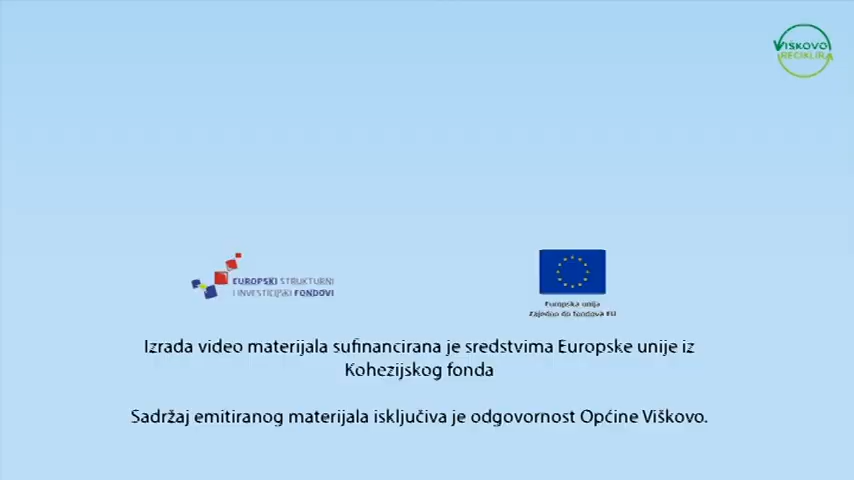 VIŠKOVO
RECIKLIRA
EUROPSKI STRUKTURNI
I INVESTICIJSKI FONDOVI
Europska unija
Zajedno do fondova EU
Izrada video materijala sufinancirana je sredstvima Europske unije iz
Kohezijskog fonda
Sadržaj emitiranog materijala isključiva je odgovornost Općine Viškovo.